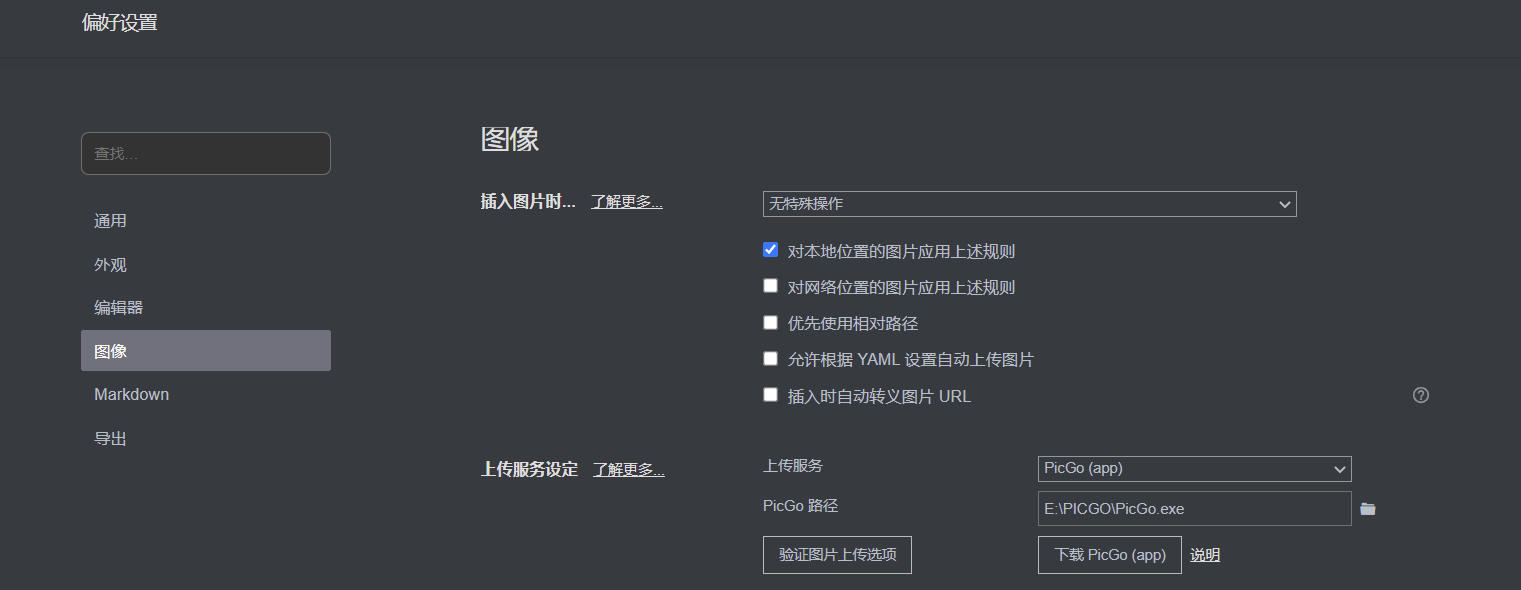 偏好设置
查找...
通用
外观
编辑器
图像
Markdown
导出
图像
插入图片时... 了解更多...
无特殊操作
对本地位置的图片应用上述规则
对网络位置的图片应用上述规则
优先使用相对路径
允许根据 YAML 设置自动上传图片
插入时自动转义图片 URL
上传服务设定 了解更多...
上传服务 PicGo (app)
PicGo 路径 E:\PICGO\PicGo.exe
验证图片上传选项 下载 PicGo (app) 说明